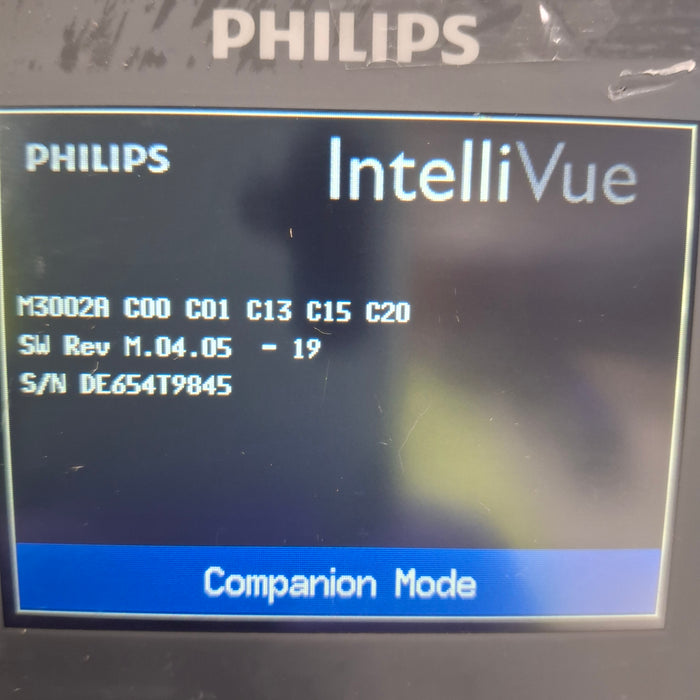 PHILIPS
PHILIPS IntelliVue
M3002A C00 C01 C13 C15 C20
SW Rev M.04.05 - 19
S/N DE654T9845
Companion Mode